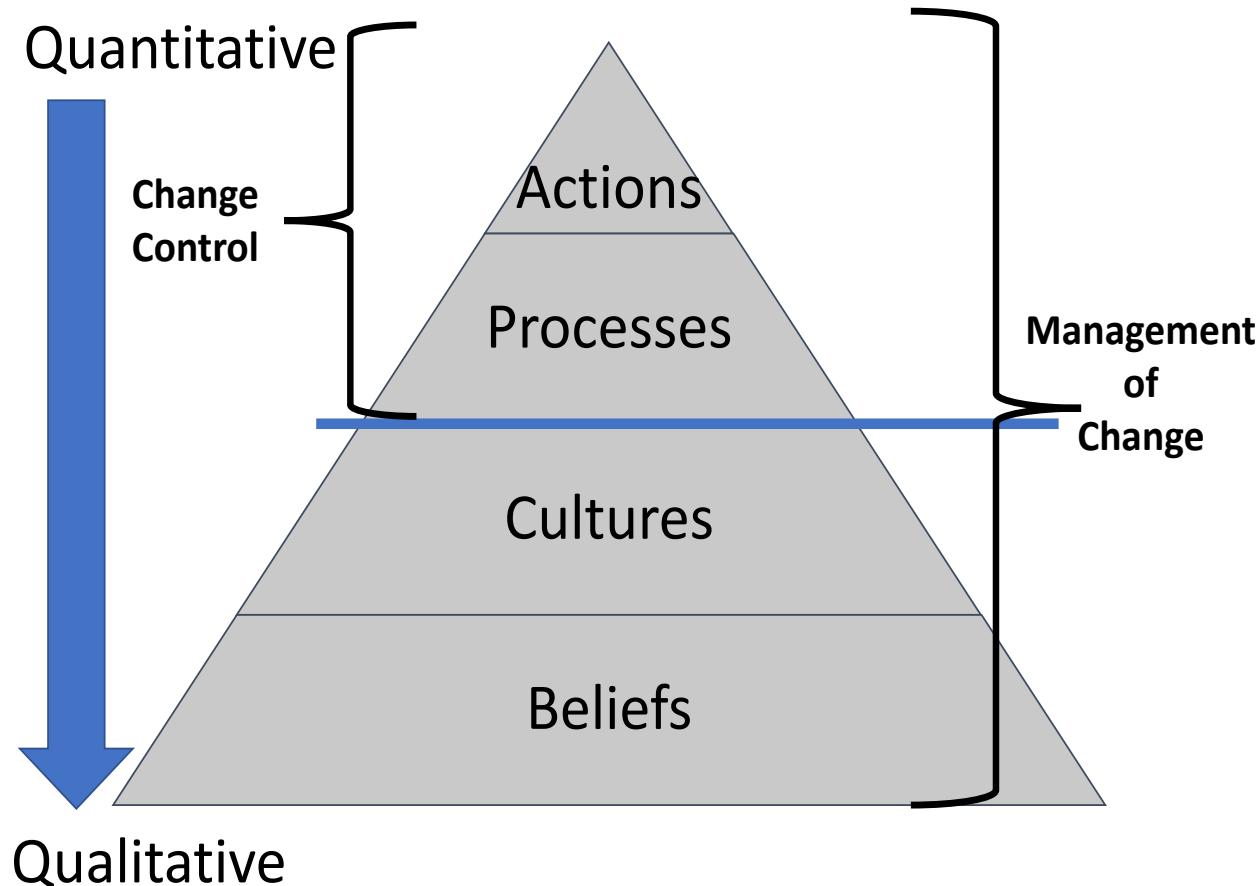 Quantitative
Change
Control
Actions
Processes
Management
of
Change
Cultures
Beliefs
Qualitative